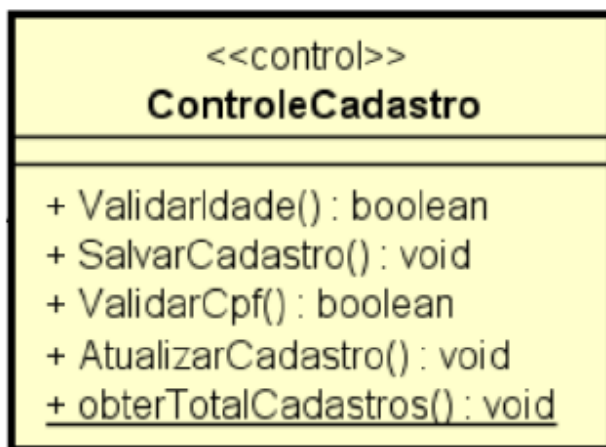 <<control>>
ControleCadastro
+ ValidarIdade() : boolean
+ SalvarCadastro() : void
+ ValidarCpf() : boolean
+ AtualizarCadastro() : void
+ obterTotalCadastros() : void